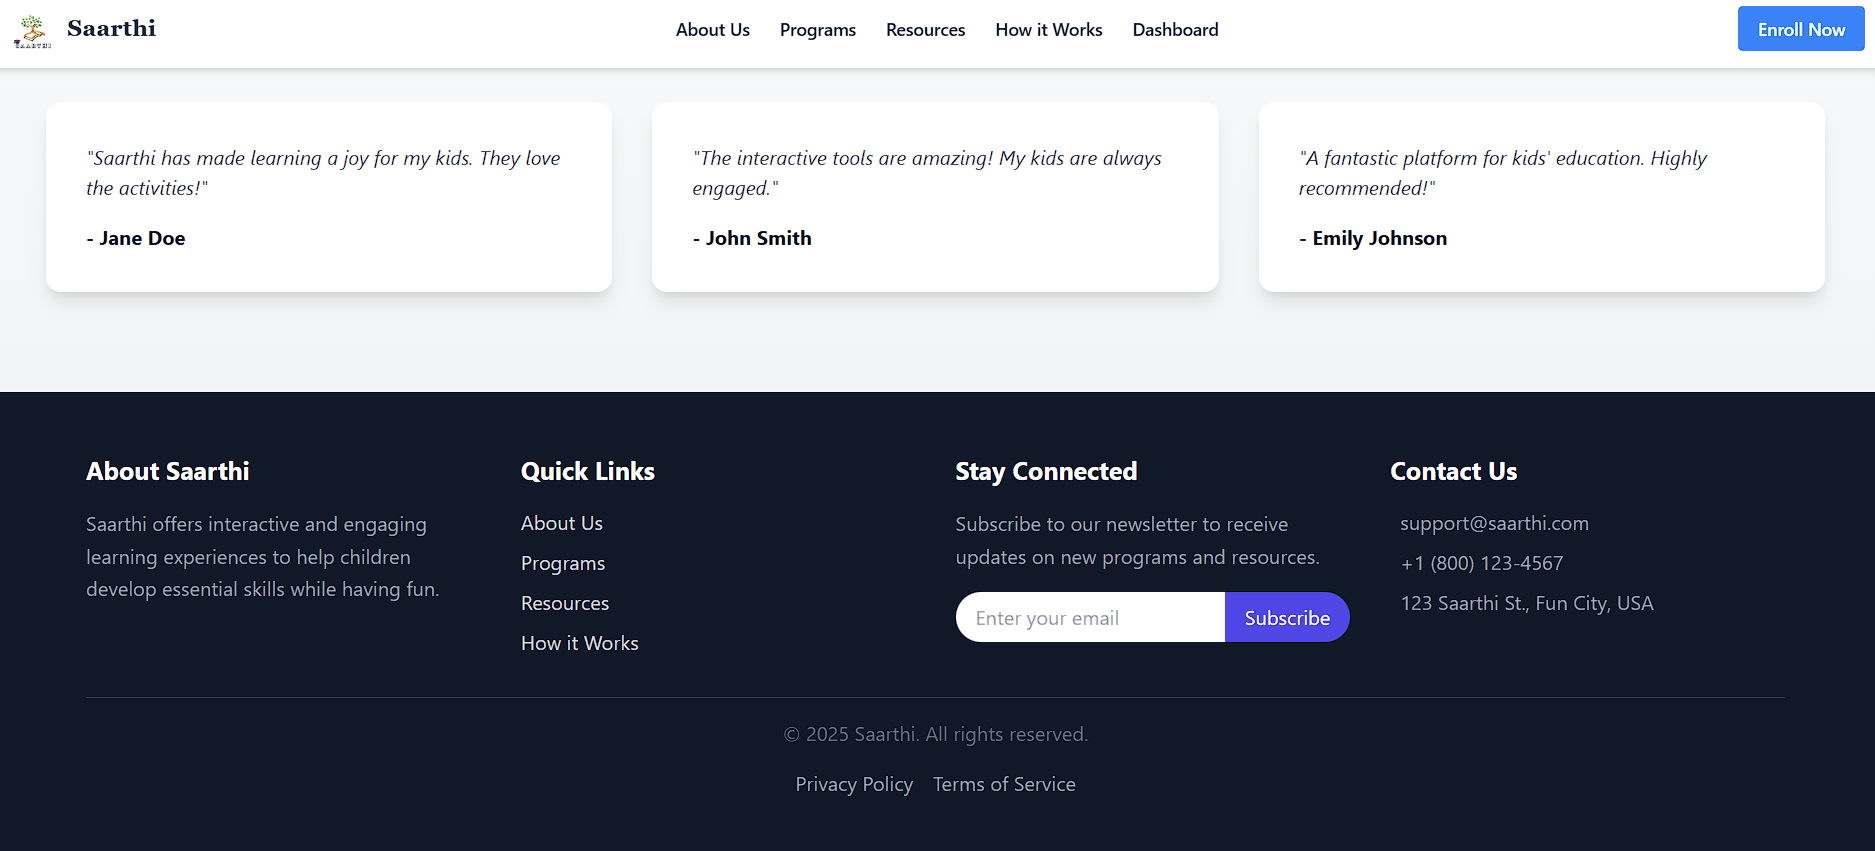 SAARTHI
Saarthi
About Us
Programs
Resources
How it Works
Dashboard
Enroll Now
"Saarthi has made learning a joy for my kids. They love
the activities!"
- Jane Doe
"The interactive tools are amazing! My kids are always
engaged."
- John Smith
"A fantastic platform for kids' education. Highly
recommended!"
- Emily Johnson
About Saarthi
Saarthi offers interactive and engaging
learning experiences to help children
develop essential skills while having fun.
Quick Links
About Us
Programs
Resources
How it Works
Stay Connected
Subscribe to our newsletter to receive
updates on new programs and resources.
Enter your email
Subscribe
Contact Us
support@saarthi.com
+1 (800) 123-4567
123 Saarthi St., Fun City, USA
© 2025 Saarthi. All rights reserved.
Privacy Policy
Terms of Service